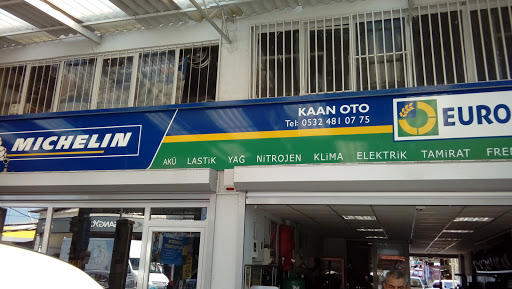 MICHELIN
KAAN OTO
Tel: 0532 481 07 75
EURO
AKÜ LASTİK YAĞ NİTROJEN KLİMA ELEKTRİK TAMİRAT FRE